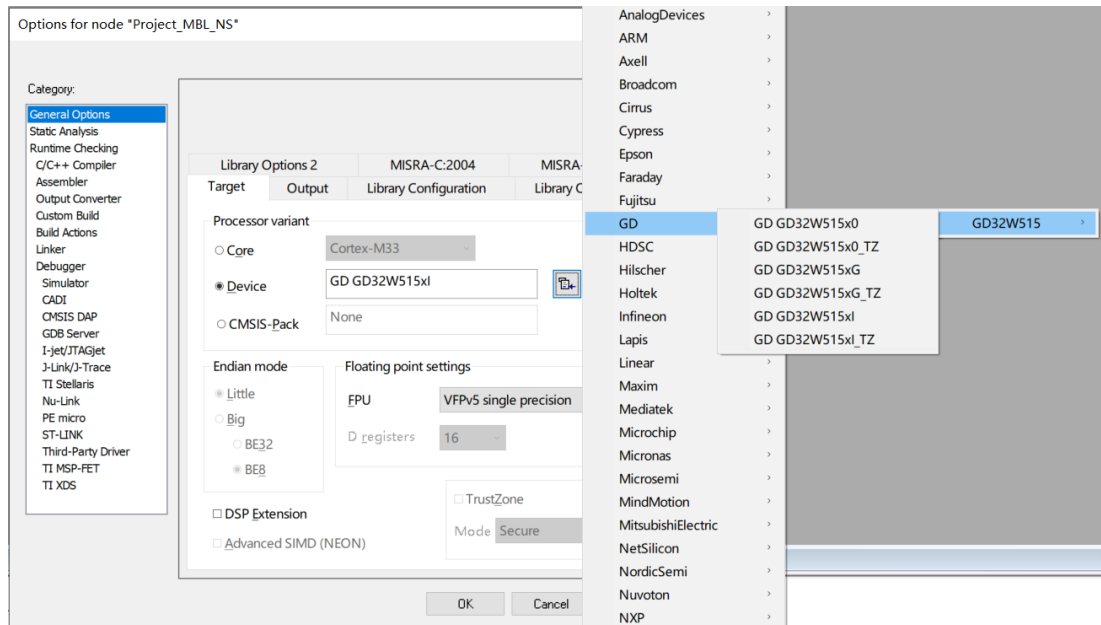 Options for node "Project_MBL_NS"
Category:
General Options
Static Analysis
Runtime Checking
C/C++ Compiler
Assembler
Output Converter
Custom Build
Build Actions
Linker
Debugger
Simulator
CADI
CMSIS DAP
GDB Server
I-jet/JTAGjet
J-Link/J-Trace
TI Stellaris
Nu-Link
PE micro
ST-LINK
Third-Party Driver
TI MSP-FET
TI XDS
Library Options 2
MISRA-C:2004
MISRA-
Target
Output
Library Configuration
Library C
Processor variant
Core
Cortex-M33
Device
GD GD32W515xI
CMSIS-Pack
None
Endian mode
Little
Big
BE32
BE8
Floating point settings
FPU
VFPv5 single precision
D registers
16
DSP Extension
Advanced SIMD (NEON)
TrustZone
Mode
Secure
OK
Cancel
AnalogDevices
ARM
Axell
Broadcom
Cirrus
Cypress
Epson
Faraday
Fujitsu
GD
HDSC
Hilscher
Holtek
Infineon
Lapis
Linear
Maxim
Mediatek
Microchip
Micronas
Microsemi
MindMotion
MitsubishiElectric
NetSilicon
NordicSemi
Nuvoton
NXP
GD GD32W515x0
GD GD32W515x0_TZ
GD GD32W515xG
GD GD32W515xG_TZ
GD GD32W515xI
GD GD32W515xI_TZ
GD32W515